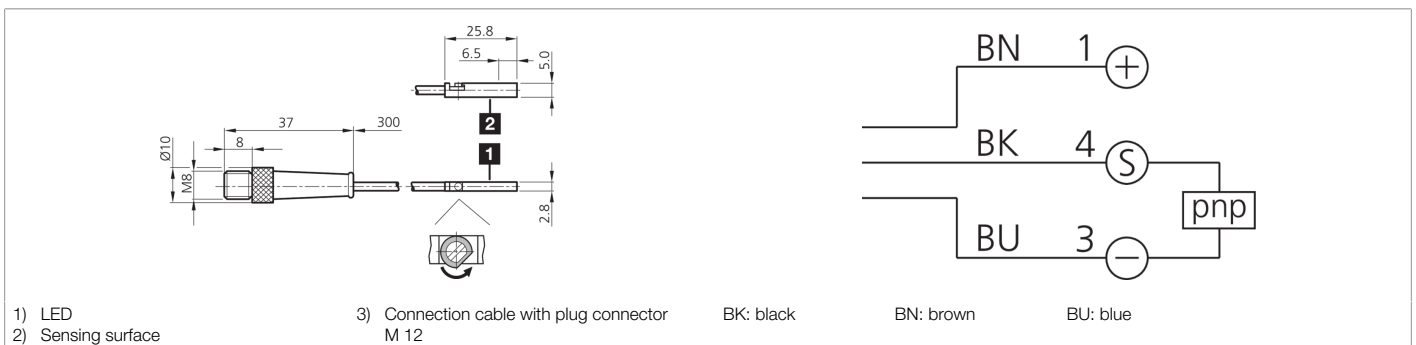 25.8
6.5
5.0
2
37
300
8
Ø10
M8
1
2.8
BN 1
+
BK 4
S
pnp
BU 3
−
1) LED
2) Sensing surface
3) Connection cable with plug connector
M 12
BK: black
BN: brown
BU: blue